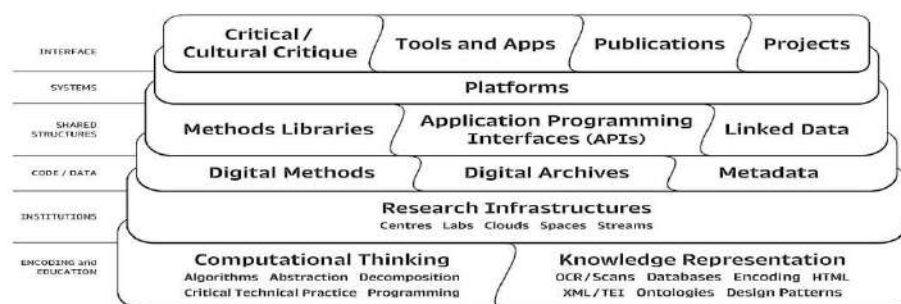 INTERFACE
Critical /
Cultural Critique
Tools and Apps
Publications
Projects
SYSTEMS
Platforms
SHARED
STRUCTURES
Methods Libraries
Application Programming
Interfaces (APIs)
Linked Data
CODE / DATA
Digital Methods
Digital Archives
Metadata
INSTITUTIONS
Research Infrastructures
Centres Labs Clouds Spaces Streams
ENCODING and
EDUCATION
Computational Thinking
Algorithms Abstraction Decomposition
Critical Technical Practice Programming
Knowledge Representation
OCR/Scans Databases Encoding HTML
XML/TEI Ontologies Design Patterns